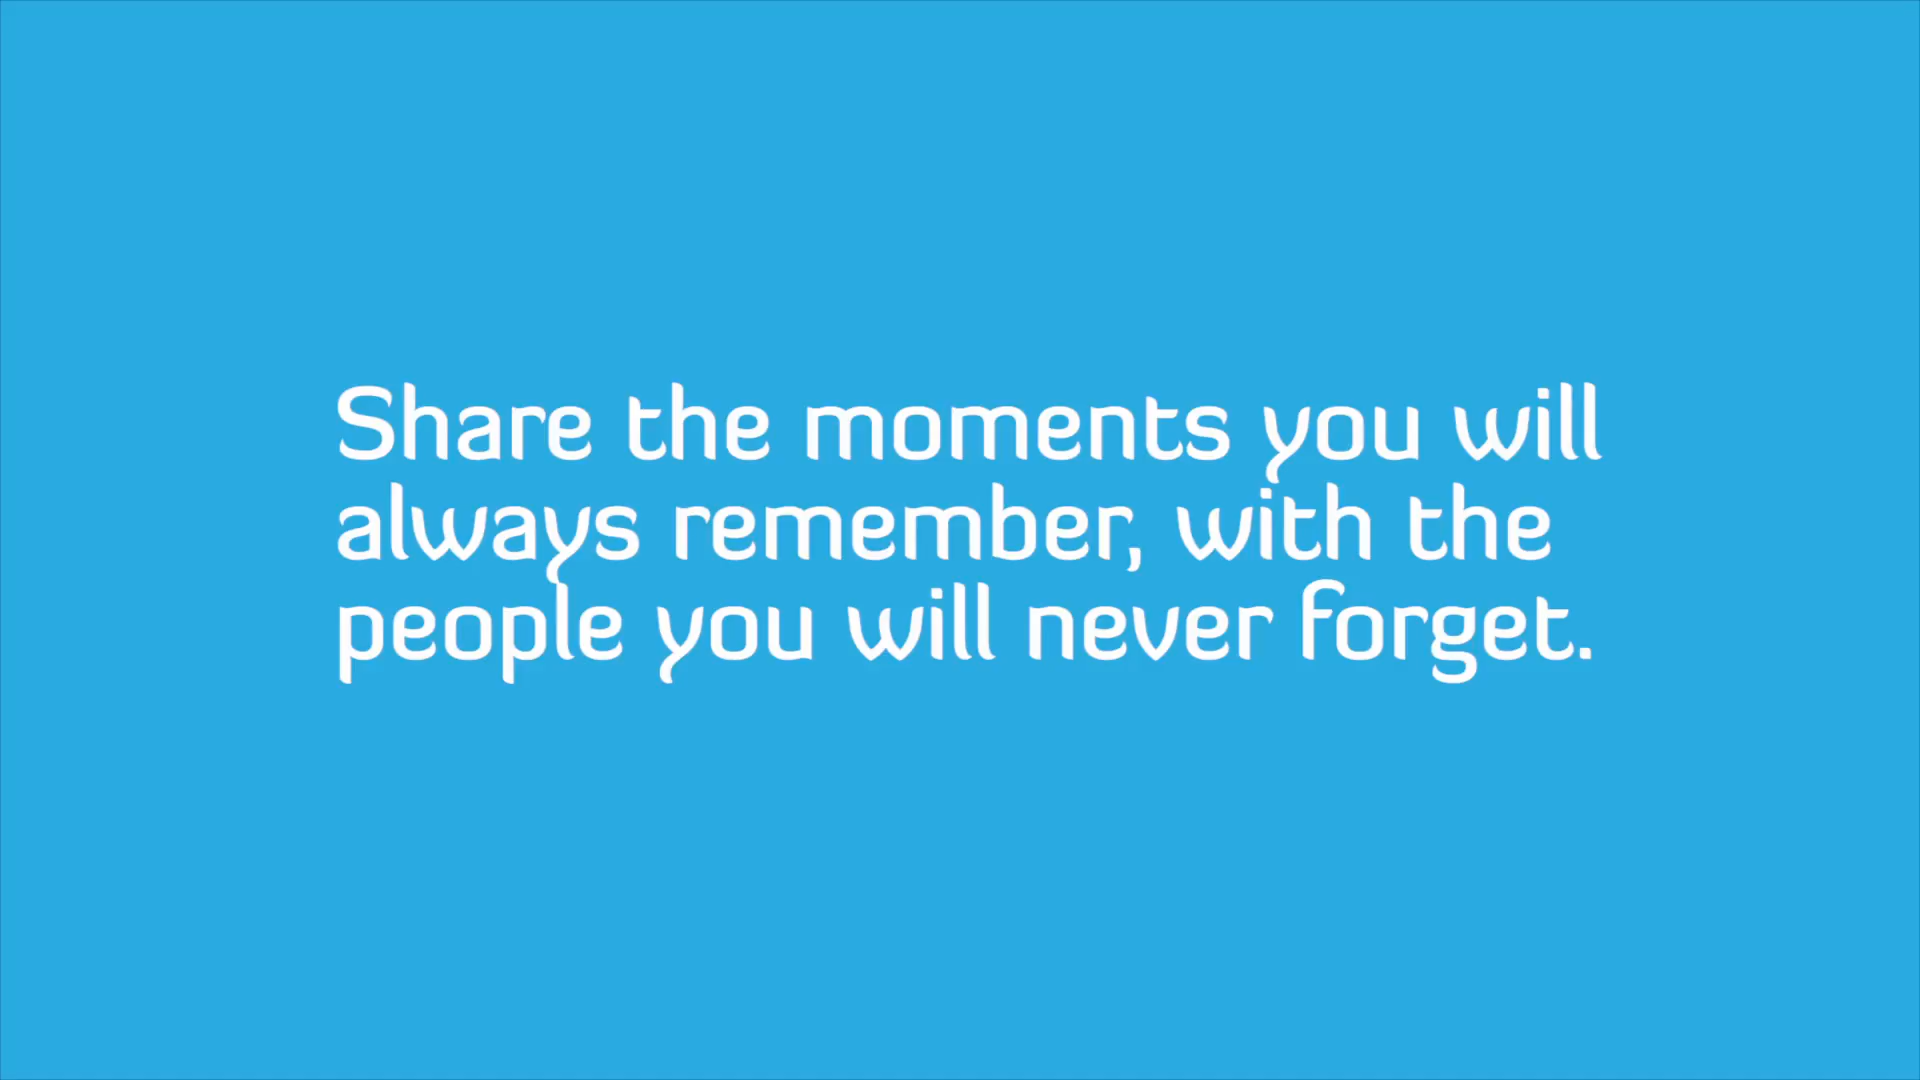 Share the moments you will
always remember, with the
people you will never forget.